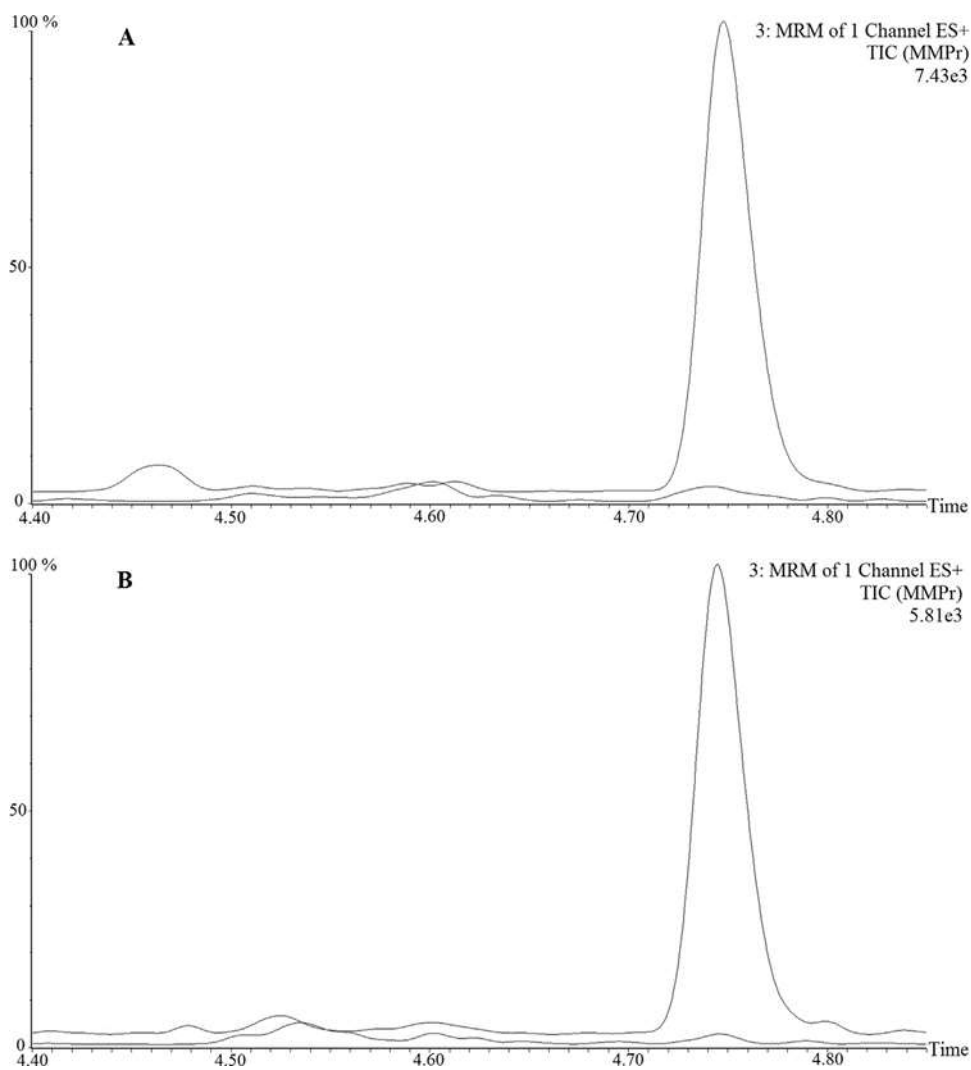 100 %
A
3: MRM of 1 Channel ES+
TIC (MMPr)
7.43e3
50
0
4.40 4.50 4.60 4.70 4.80 Time
100 %
B
3: MRM of 1 Channel ES+
TIC (MMPr)
5.81e3
50
0
4.40 4.50 4.60 4.70 4.80 Time